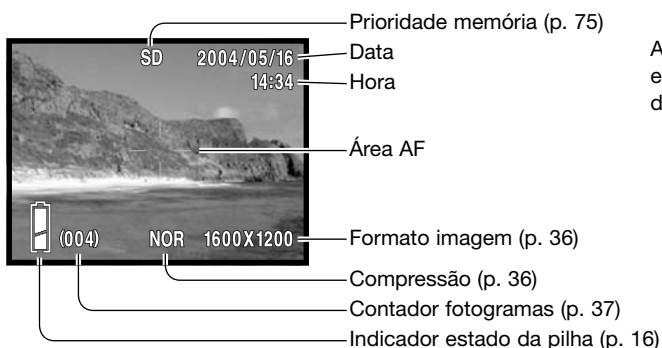 Prioridade memória (p. 75)
SD 2004/05/16
Data
14:34
Hora
A
e
d
Área AF
(004) NOR 1600X1200
Formato imagem (p. 36)
Compressão (p. 36)
Contador fotogramas (p. 37)
Indicador estado da pilha (p. 16)